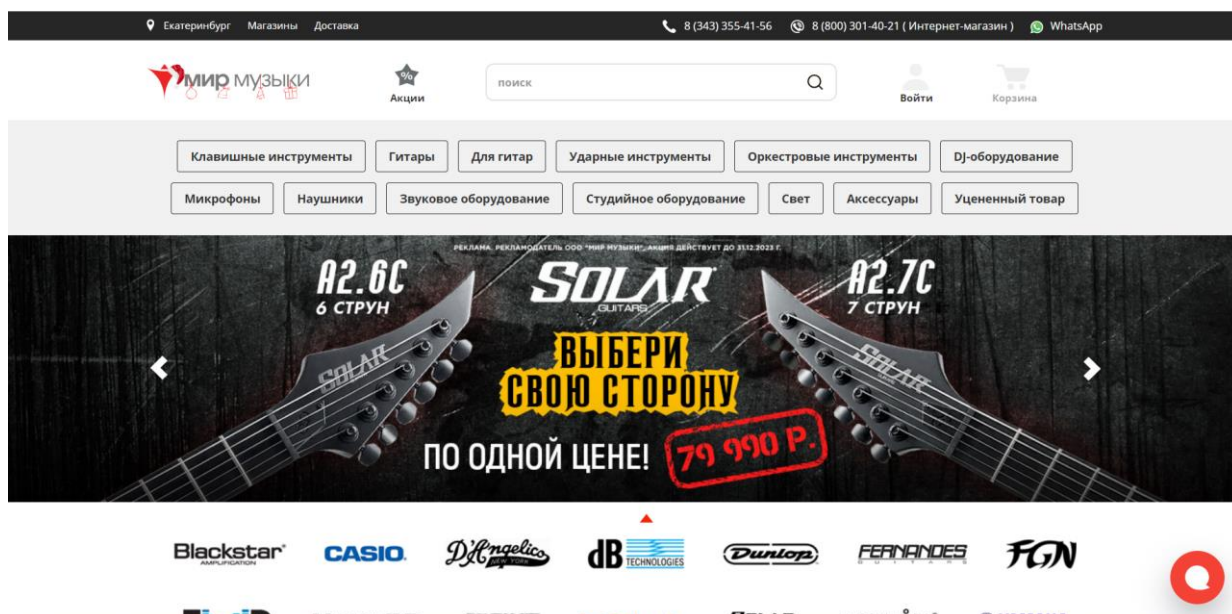 Екатеринбург Магазины Доставка 8 (343) 355-41-56 8 (800) 301-40-21 ( Интернет-магазин ) WhatsApp
мир музыки
%
Акции
поиск
Войти
Корзина
Клавишные инструменты Гитары Для гитар Ударные инструменты Оркестровые инструменты DJ-оборудование
Микрофоны Наушники Звуковое оборудование Студийное оборудование Свет Аксессуары Уцененный товар
РЕКЛАМА. РЕКЛАМОДАТЕЛЬ ООО "МИР МУЗЫКИ". АКЦИЯ ДЕЙСТВУЕТ ДО 31.12.2023 Г.
A2.6C
6 СТРУН
SOLAR
GUITARS
A2.7C
7 СТРУН
SOLAR
SOLAR
ВЫБЕРИ
СВОЮ СТОРОНУ
ПО ОДНОЙ ЦЕНЕ! 79 990 Р.
Blackstar
AMPLIFICATION
CASIO
D'Angelico
NEW YORK
dB TECHNOLOGIES
Dunlop
FERNANDES
GUITARS
FGN